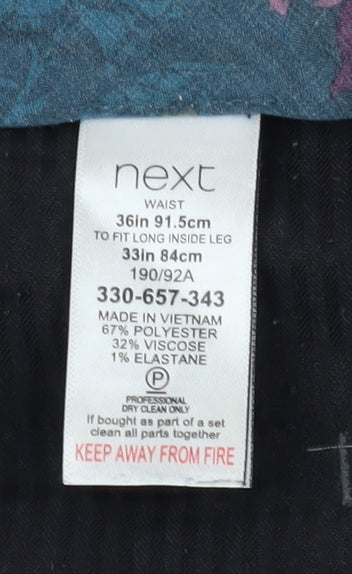 next
WAIST
36in 91.5cm
TO FIT LONG INSIDE LEG
33in 84cm
190/92A
330-657-343
MADE IN VIETNAM
67% POLYESTER
32% VISCOSE
1% ELASTANE
P
PROFESSIONAL
DRY CLEAN ONLY
If bought as part of a set
clean all parts together
KEEP AWAY FROM FIRE